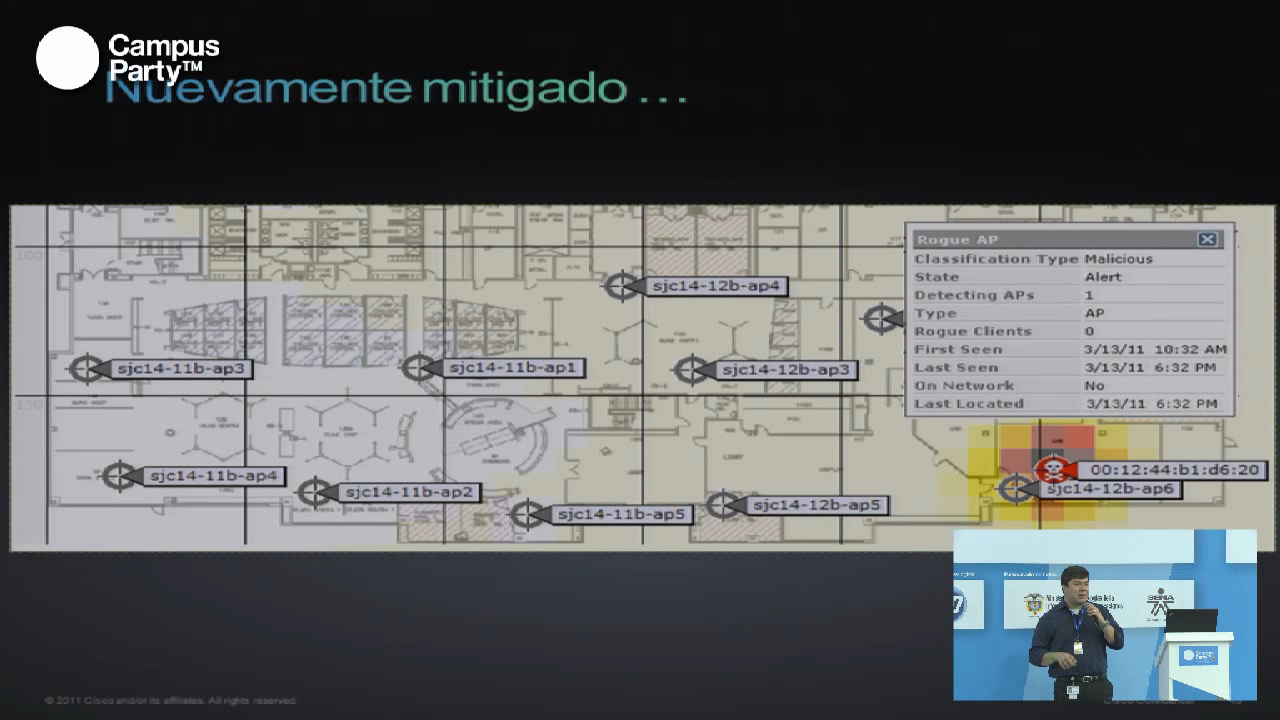 Campus
Party™
Nuevamente mitigado ...
100
150
sjc14-12b-ap4
sjc14-11b-ap3
sjc14-11b-ap1
sjc14-12b-ap3
sjc14-11b-ap4
sjc14-11b-ap2
sjc14-11b-ap5
sjc14-12b-ap5
Rogue AP
Classification Type Malicious
State Alert
Detecting APs 1
Type AP
Rogue Clients 0
First Seen 3/13/11 10:32 AM
Last Seen 3/13/11 6:32 PM
On Network No
Last Located 3/13/11 6:32 PM
00:12:44:b1:d6:20
sjc14-12b-ap6
SENA
© 2011 Cisco and/or its affiliates. All rights reserved.